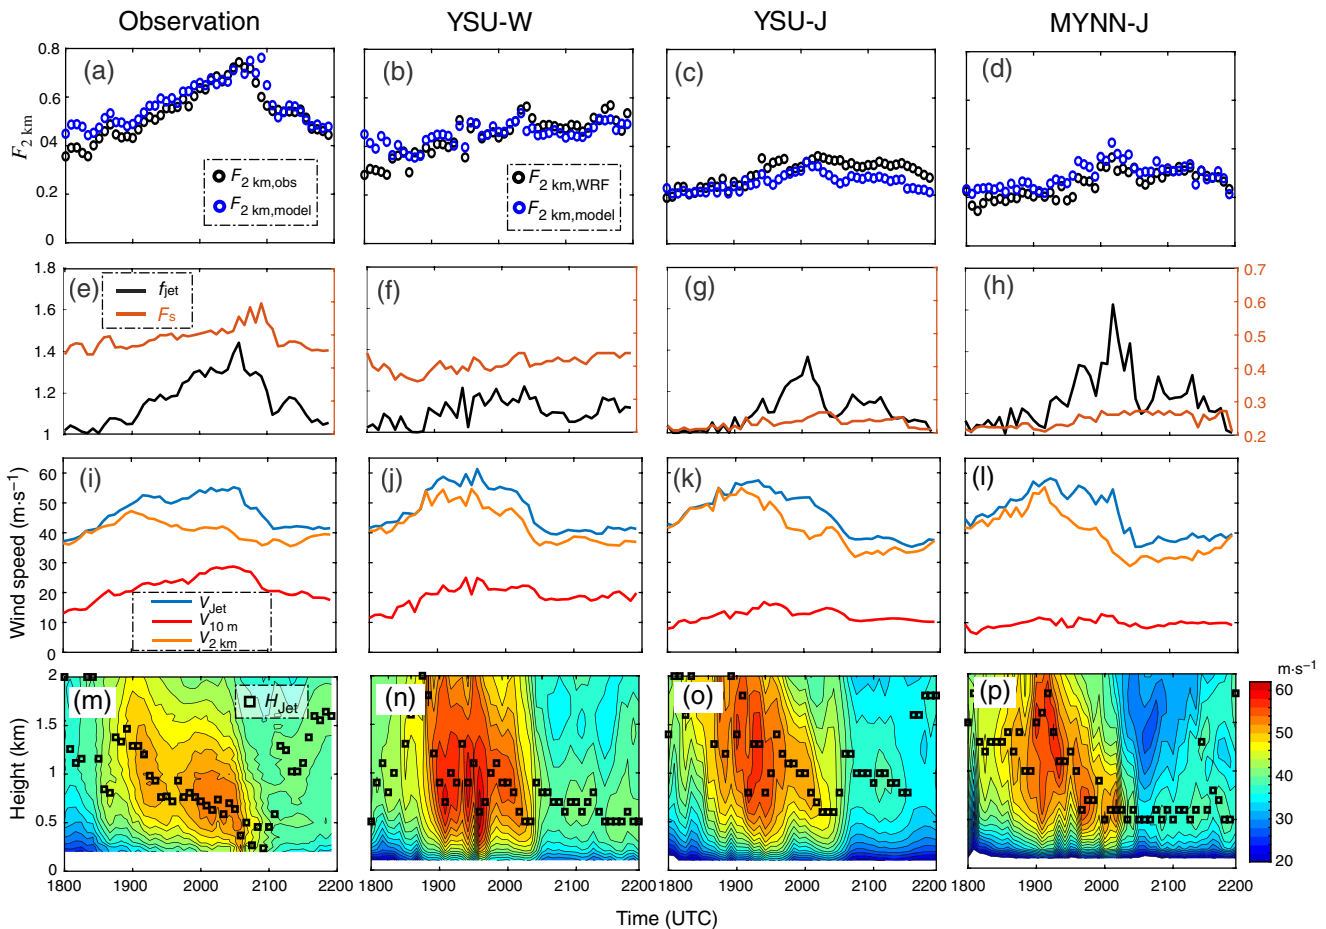 Observation YSU-W YSU-J MYNN-J
(a) (b) (c) (d)
F2 km
0.8
0.6
0.4
0.2
0
F2 km,obs
F2 km,model
F2 km,WRF
F2 km,model
(e) (f) (g) (h)
1.8
1.6
1.4
1.2
1
fjet
Fs
0.7
0.6
0.5
0.4
0.3
0.2
(i) (j) (k) (l)
Wind speed (m·s−1)
60
50
40
30
20
10
0
VJet
V10 m
V2 km
(m) (n) (o) (p)
Height (km)
2
1.5
1
0.5
0
HJet
m·s−1
60
50
40
30
20
1800 1900 2000 2100 2200 1900 2000 2100 2200 1800 1900 2000 2100 2200 1800 1900 2000 2100 2200
Time (UTC)